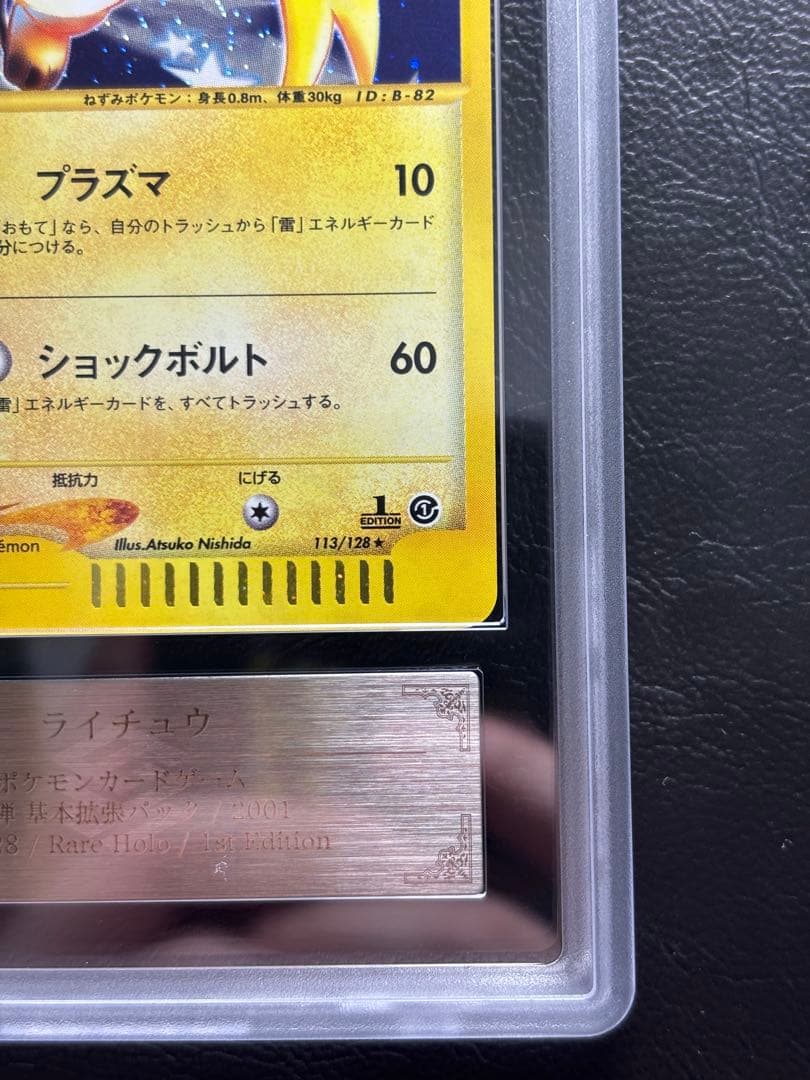 ねずみポケモン：身長0.8m、体重30kg ID：B-82
プラズマ 10
おもて」なら、自分のトラッシュから「雷」エネルギーカード
分につける。
ショックボルト 60
雷」エネルギーカードを、すべてトラッシュする。
抵抗力 にげる
1
EDITION
émon Illus.Atsuko Nishida 113/128★
ライチュウ
ポケモンカードゲーム
弾 基本拡張パック / 2001
28 / Rare Holo / 1st Edition